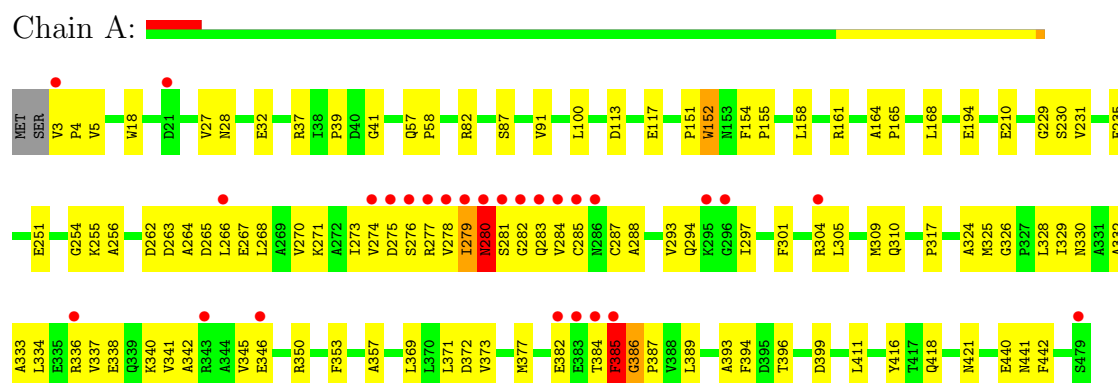 Chain A:
MET SER V3 P4 V5 W18 D21 V27 N28 E32 R37 I38 P39 D40 G41 Q57 P58 R82 S87 V91 L100 D113 E117 P151 W152 N153 F154 P155 L158 R161 A164 P165 L168 E194 E210 G229 S230 V231
E251 G254 K255 A256 D262 D263 A264 D265 L266 E267 L268 A269 V270 K271 A272 I273 V274 D275 S276 R277 V278 I279 N280 S281 G282 Q283 V284 C285 N286 C287 A288 V293 Q294 K295 G296 I297 F301 R304 L305 M309 Q310 P317 A324 M325 G326 P327 L328 I329 N330 A331 A332
A333 L334 E335 R336 V337 E338 Q339 K340 V341 A342 R343 A344 V345 E346 R350 F353 A357 L369 L370 L371 D372 V373 M377 E382 E383 T384 F385 G386 P387 V388 L389 A393 F394 D395 T396 D399 L411 Y416 T417 Q418 N421 E440 N441 F442 S479